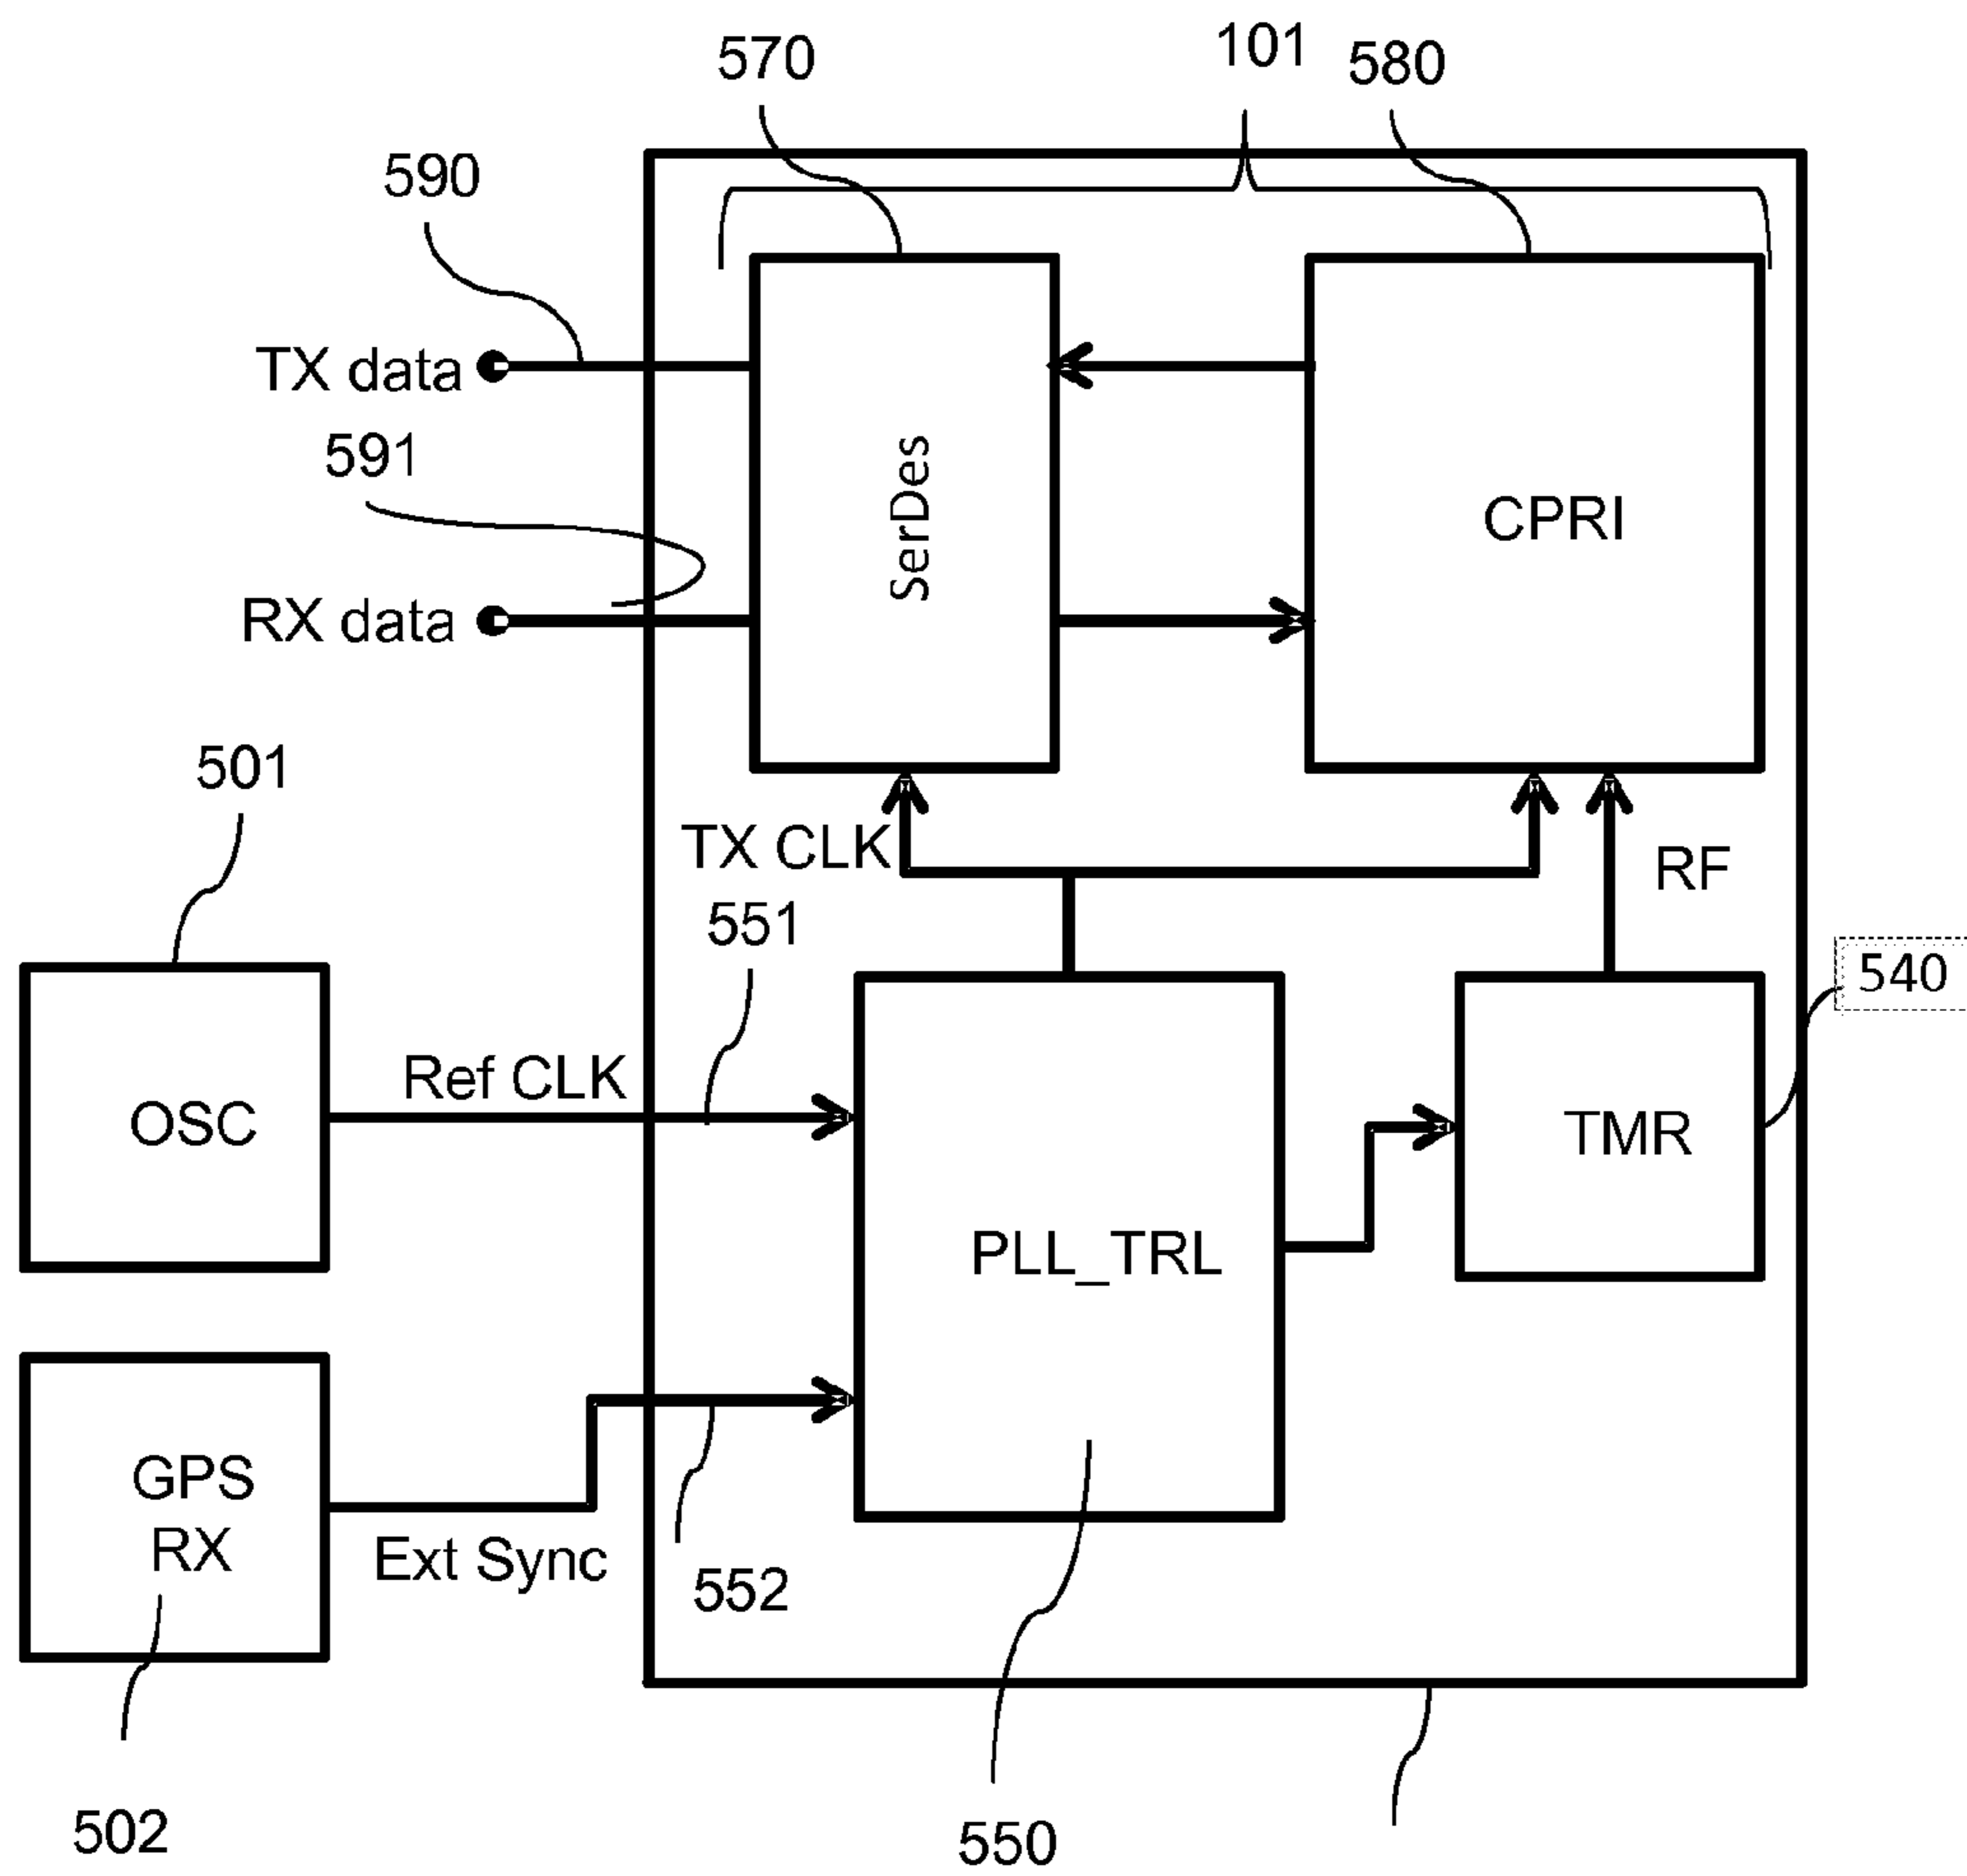 570
101
580
590
TX data
591
RX data
SerDes
CPRI
501
TX CLK
551
RF
540
OSC
Ref CLK
TMR
PLL_TRL
GPS
RX
Ext Sync
552
502
550